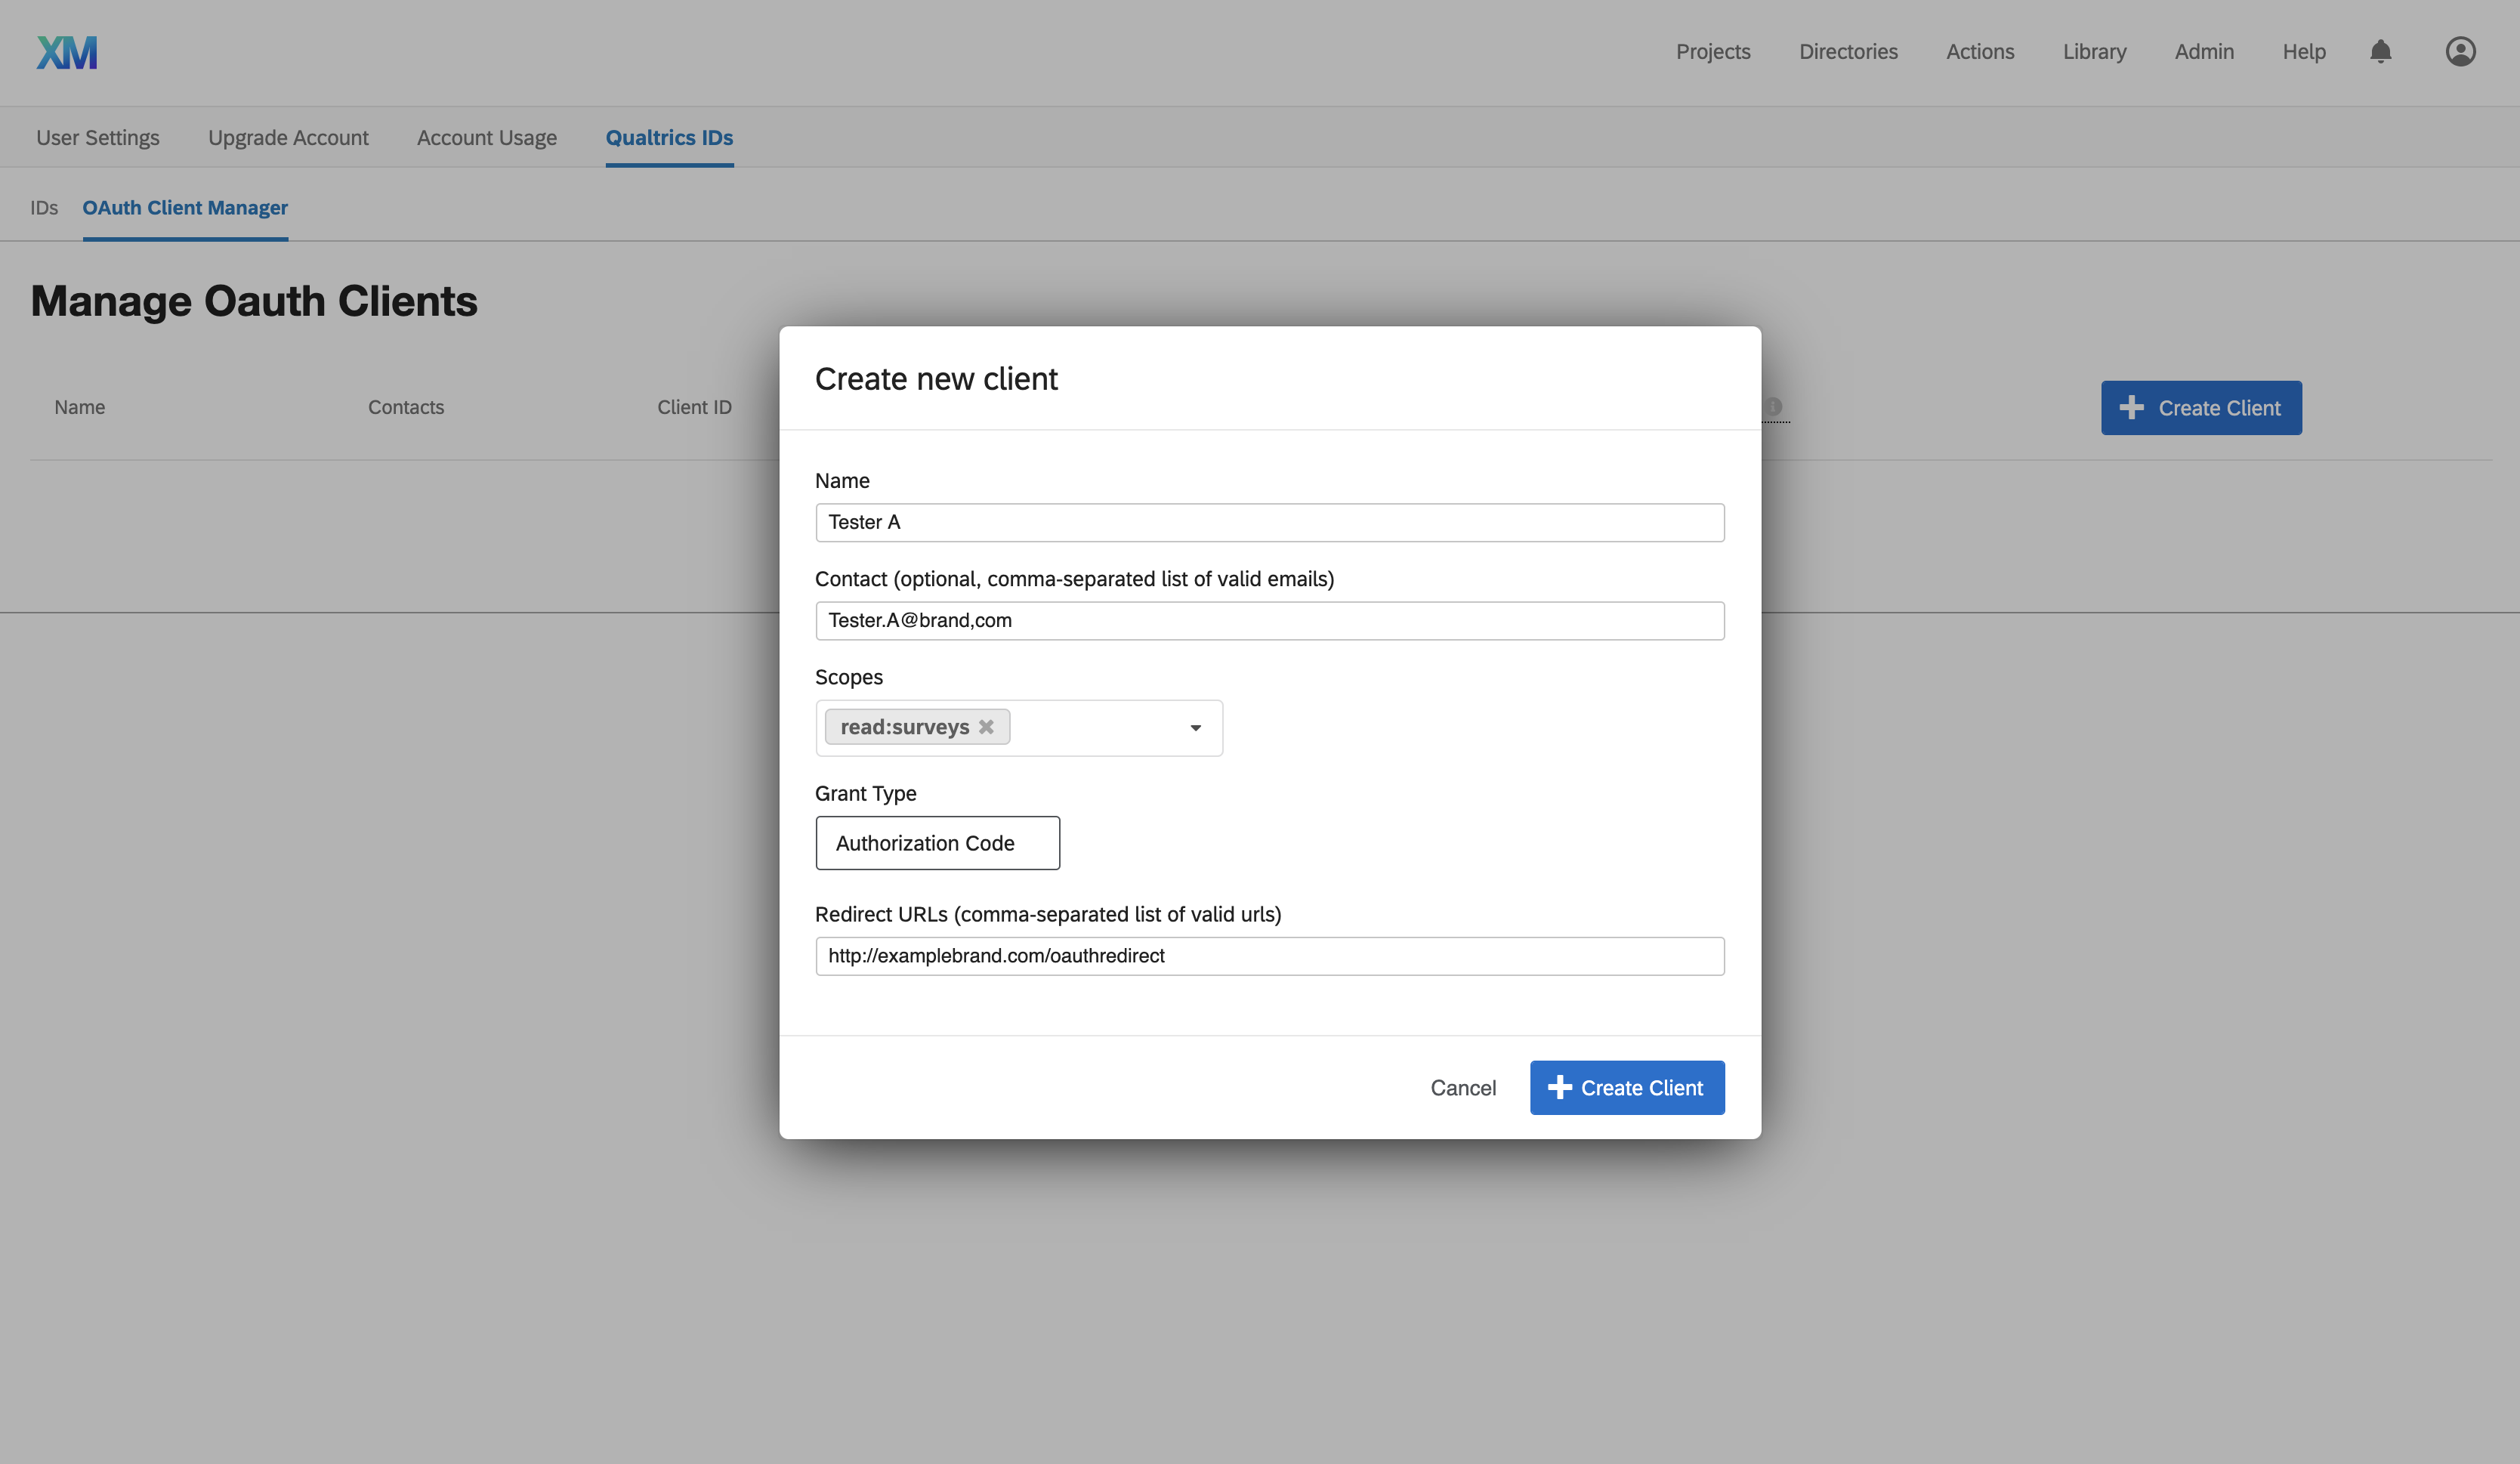 XM
Projects Directories Actions Library Admin Help
User Settings Upgrade Account Account Usage Qualtrics IDs
IDs OAuth Client Manager
Manage Oauth Clients
Name Contacts Client ID Create Client
Create new client
Name
Tester A
Contact (optional, comma-separated list of valid emails)
Tester.A@brand,com
Scopes
read:surveys
Grant Type
Authorization Code
Redirect URLs (comma-separated list of valid urls)
http://examplebrand.com/oauthredirect
Cancel Create Client